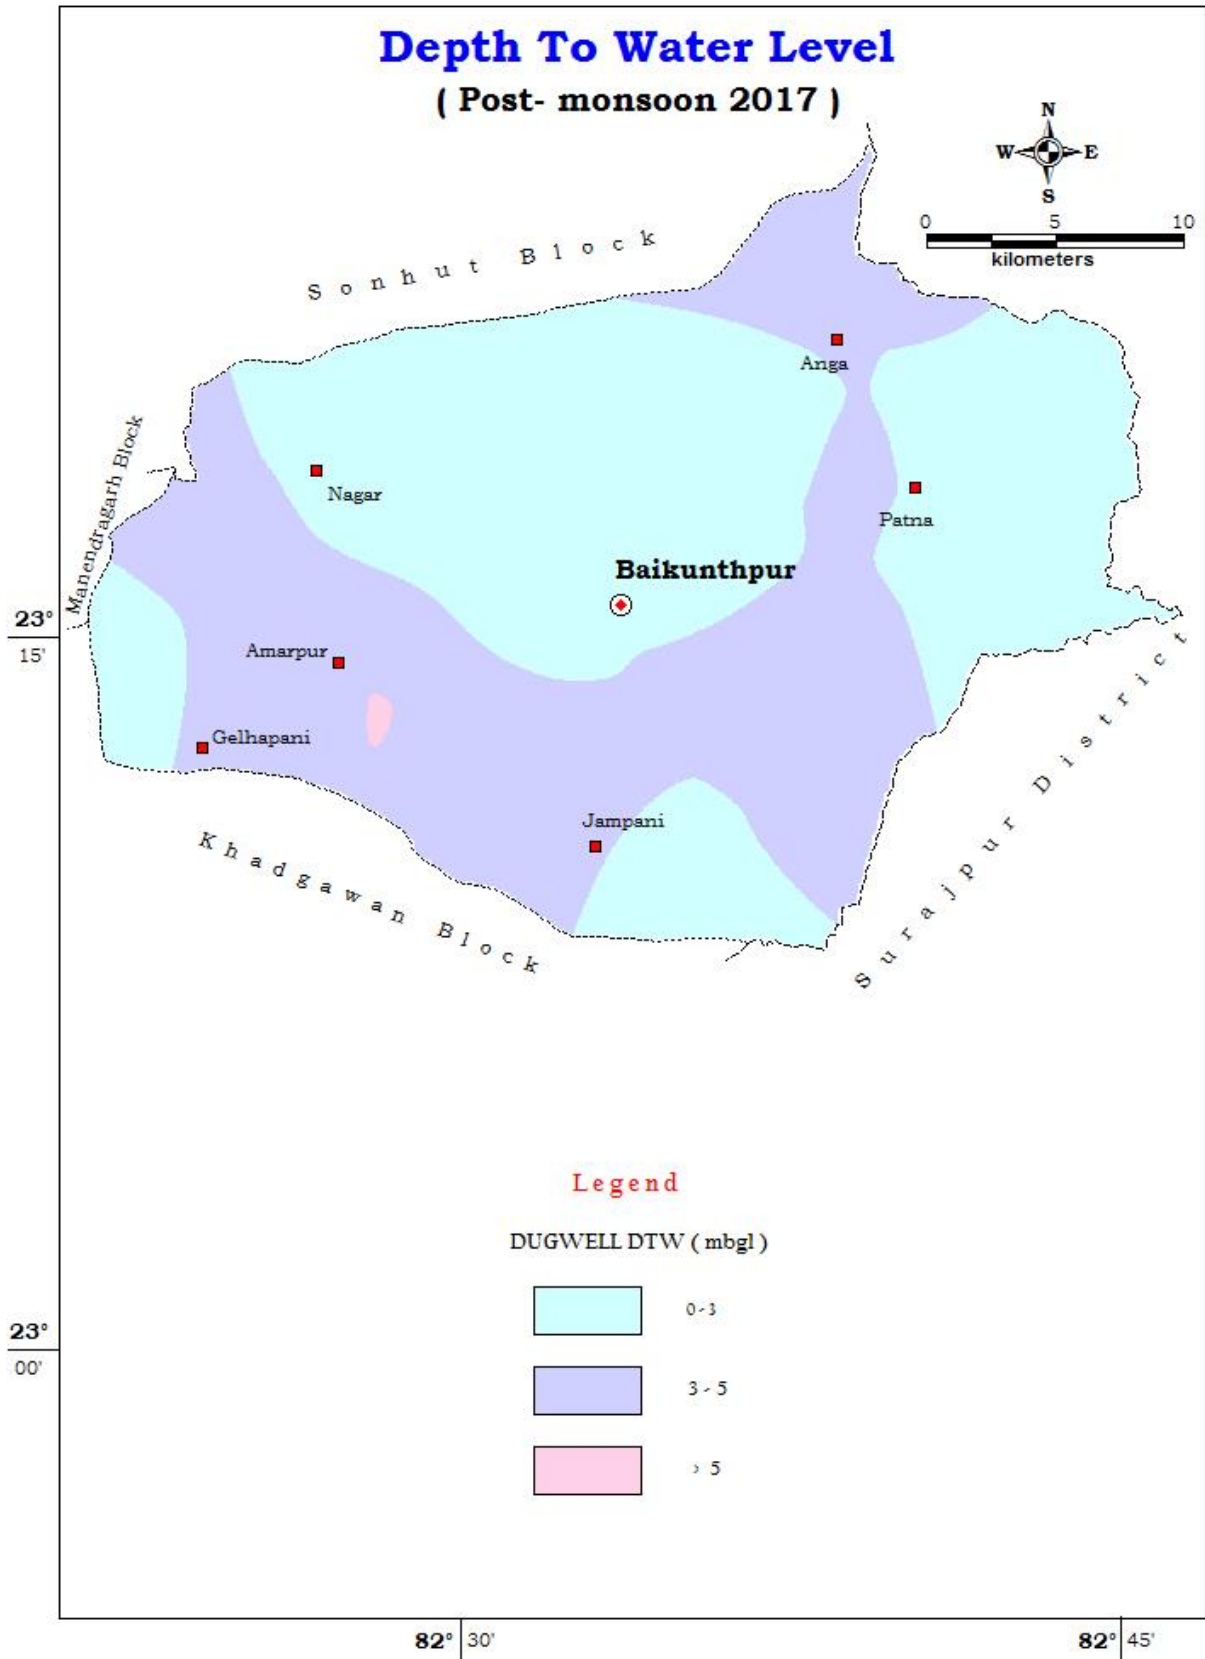 Depth To Water Level
( Post- monsoon 2017 )
N
W E
S
0 5 10
kilometers
Sonhut Block
Anga
Manendragarh Block
Nagar
Patna
Baikunthpur
23°
15'
Amarpur
Gelhapani
Surajpur District
Jampani
Khadgawan Block
Legend
DUGWELL DTW ( mbgl )
0-3
23°
00'
3 - 5
> 5
82° 30' 82° 45'